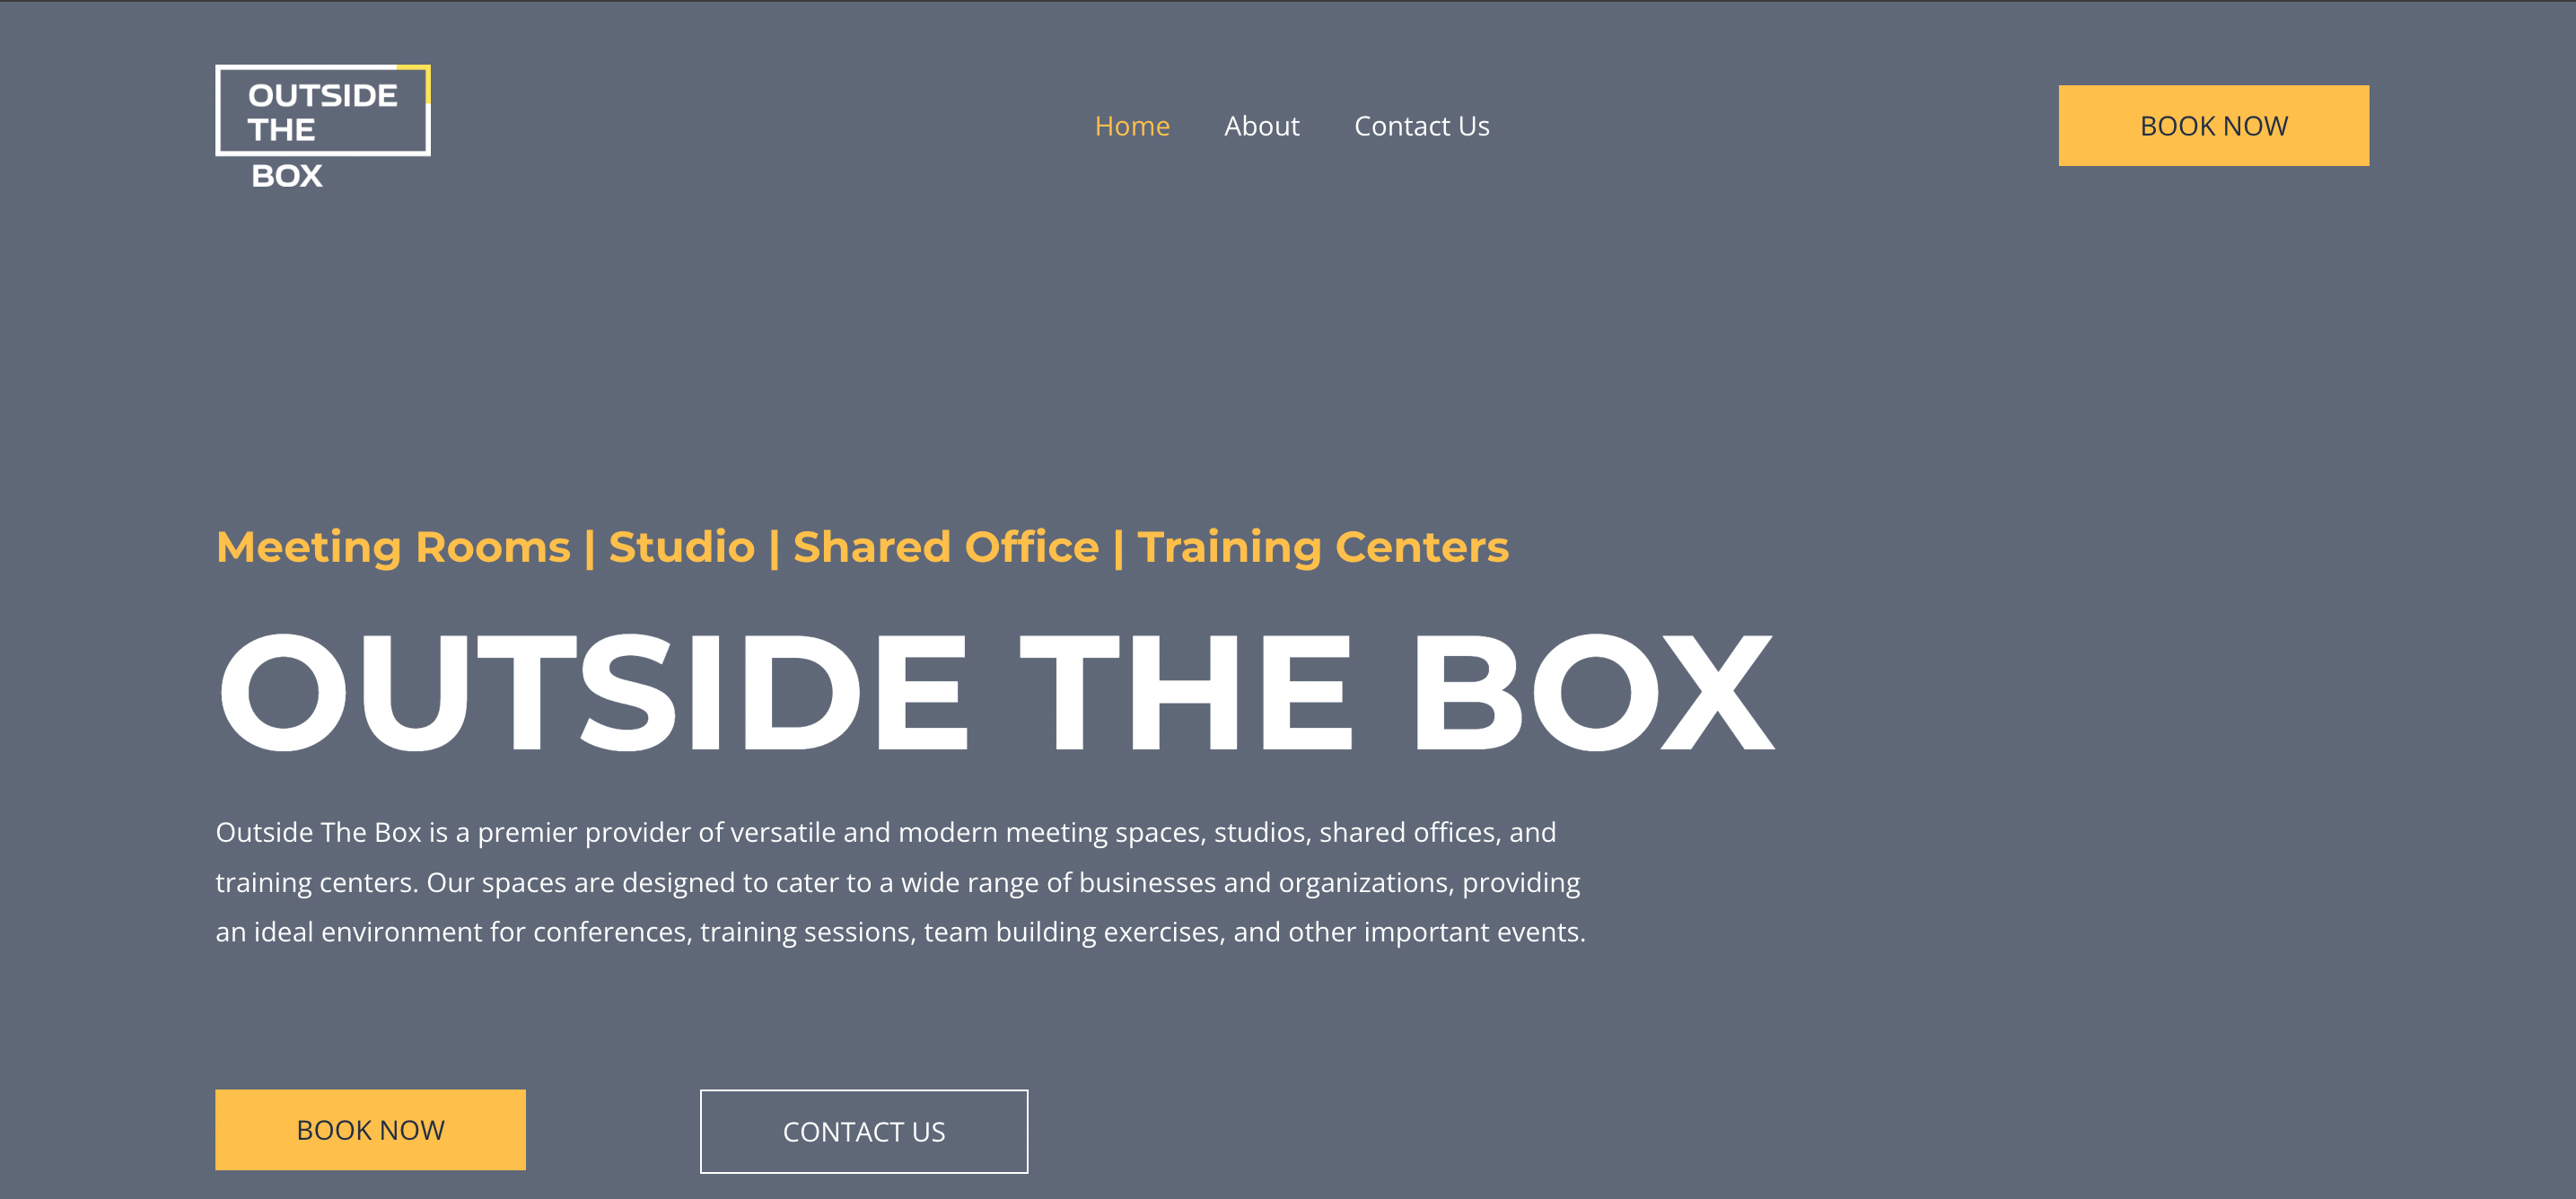 OUTSIDE
THE
BOX
Home About Contact Us
BOOK NOW
Meeting Rooms | Studio | Shared Office | Training Centers
OUTSIDE THE BOX
Outside The Box is a premier provider of versatile and modern meeting spaces, studios, shared offices, and
training centers. Our spaces are designed to cater to a wide range of businesses and organizations, providing
an ideal environment for conferences, training sessions, team building exercises, and other important events.
BOOK NOW
CONTACT US